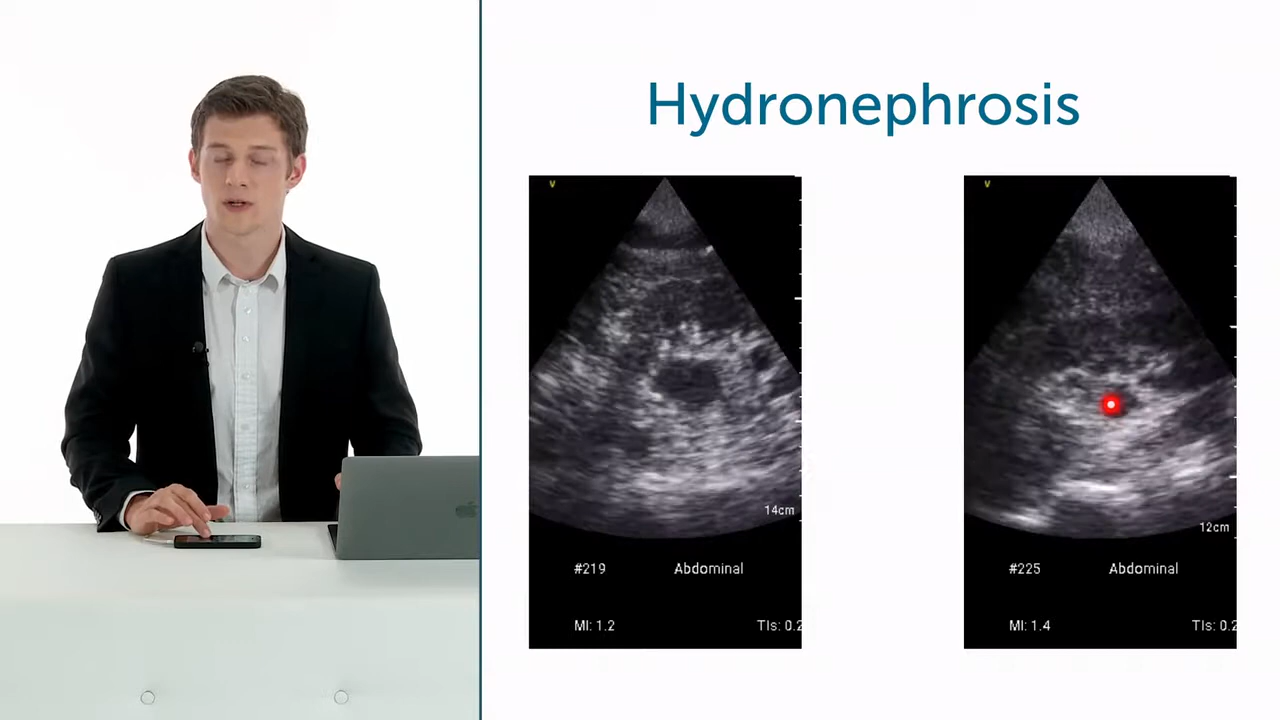 Hydronephrosis
V
14cm
#219 Abdominal
MI: 1.2 TIs: 0.2
V
12cm
#225 Abdominal
MI: 1.4 TIs: 0.2